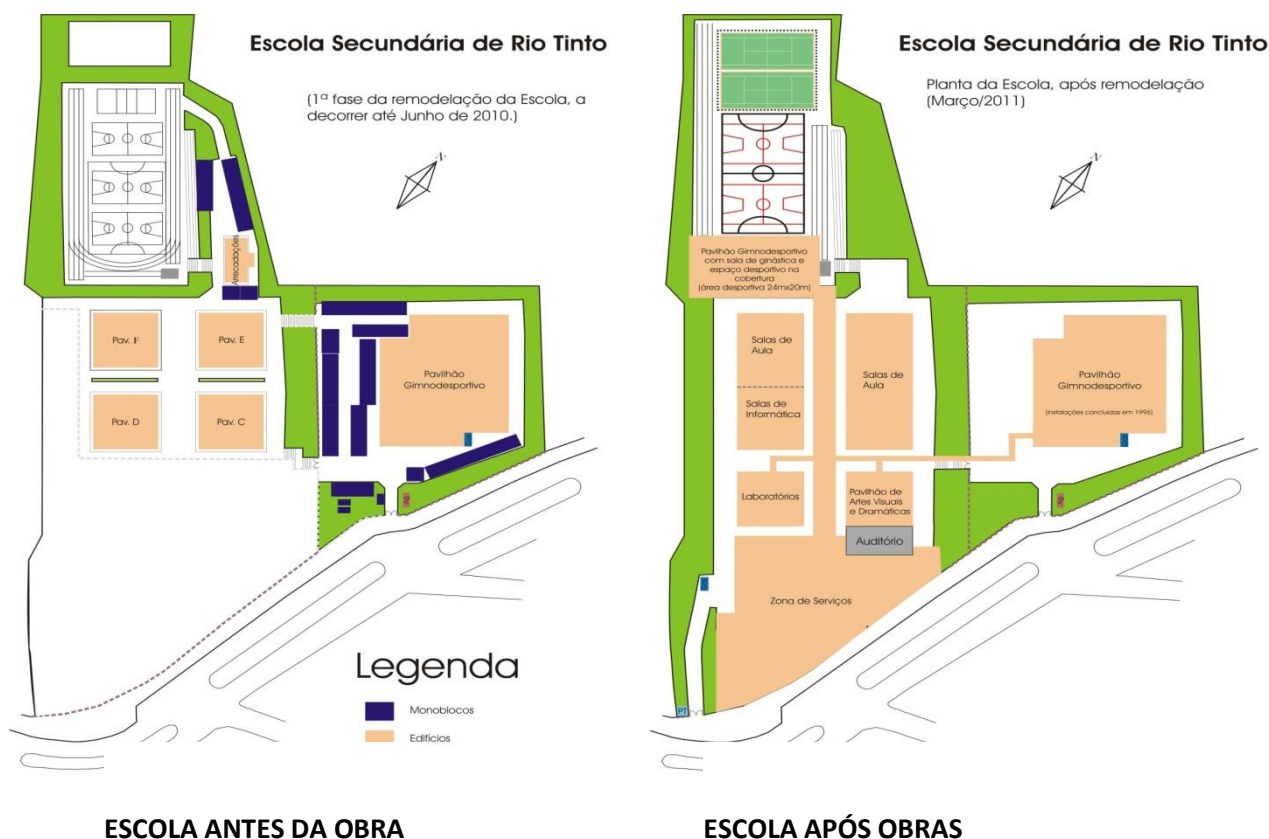 Escola Secundária de Rio Tinto
(1ª fase da remodelação da Escola, a
decorrer até Junho de 2010.)
N
Arrecadações
Pav. F
Pav. E
Pav. D
Pav. C
Pavilhão
Gimnodesportivo
Legenda
Monoblocos
Edifícios
ESCOLA ANTES DA OBRA
Escola Secundária de Rio Tinto
Planta da Escola, após remodelação
(Março/2011)
N
Pavilhão Gimnodesportivo
com sala de ginástica e
espaço desportivo na
cobertura
(área desportiva 24mx20m)
Salas de
Aula
Salas de
Informática
Salas de
Aula
Pavilhão
Gimnodesportivo
(Instalações concluídas em 1996)
Laboratórios
Pavilhão de
Artes Visuais
e Dramáticas
Auditório
Zona de Serviços
PT
ESCOLA APÓS OBRAS